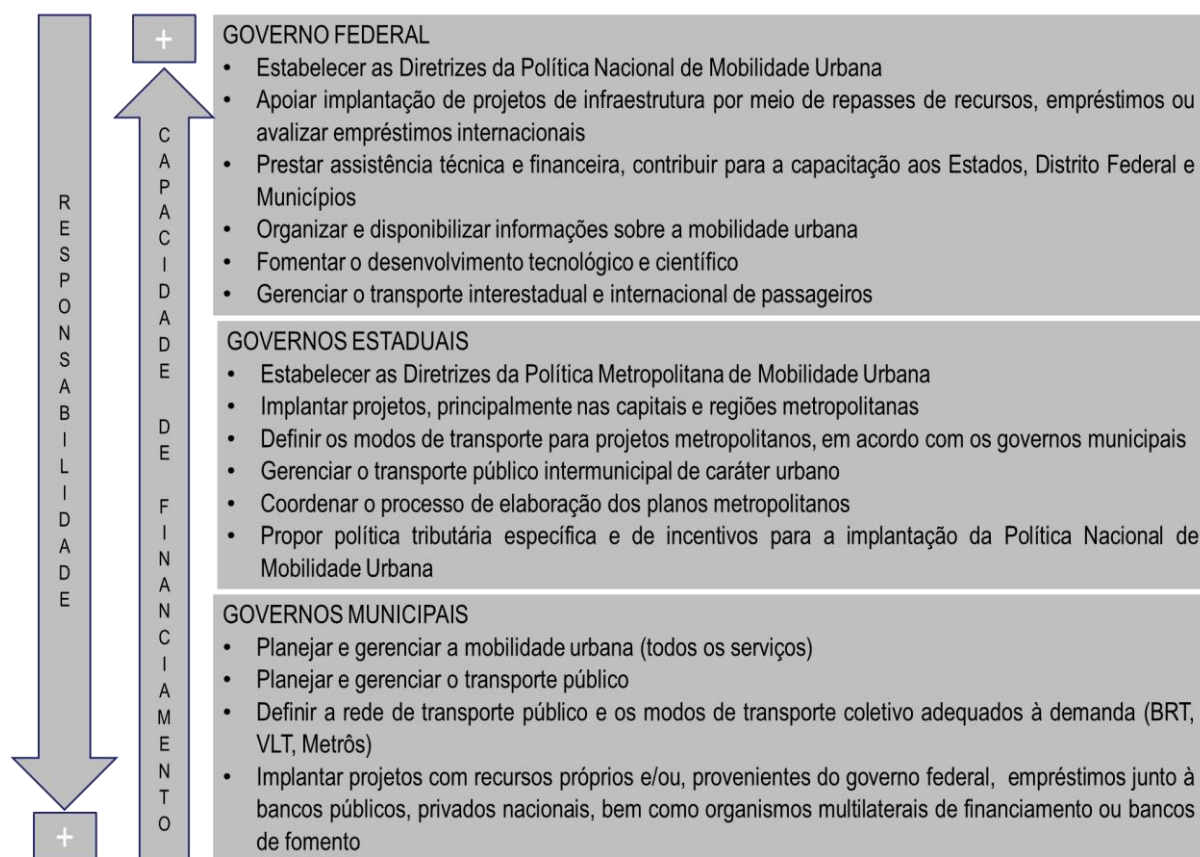 RESPONSABILIDADE
+
+
CAPACIDADE DE FINANCIAMENTO
GOVERNO FEDERAL
• Estabelecer as Diretrizes da Política Nacional de Mobilidade Urbana
• Apoiar implantação de projetos de infraestrutura por meio de repasses de recursos, empréstimos ou
avalizar empréstimos internacionais
• Prestar assistência técnica e financeira, contribuir para a capacitação aos Estados, Distrito Federal e
Municípios
• Organizar e disponibilizar informações sobre a mobilidade urbana
• Fomentar o desenvolvimento tecnológico e científico
• Gerenciar o transporte interestadual e internacional de passageiros
GOVERNOS ESTADUAIS
• Estabelecer as Diretrizes da Política Metropolitana de Mobilidade Urbana
• Implantar projetos, principalmente nas capitais e regiões metropolitanas
• Definir os modos de transporte para projetos metropolitanos, em acordo com os governos municipais
• Gerenciar o transporte público intermunicipal de caráter urbano
• Coordenar o processo de elaboração dos planos metropolitanos
• Propor política tributária específica e de incentivos para a implantação da Política Nacional de
Mobilidade Urbana
GOVERNOS MUNICIPAIS
• Planejar e gerenciar a mobilidade urbana (todos os serviços)
• Planejar e gerenciar o transporte público
• Definir a rede de transporte público e os modos de transporte coletivo adequados à demanda (BRT,
VLT, Metrôs)
• Implantar projetos com recursos próprios e/ou, provenientes do governo federal, empréstimos junto à
bancos públicos, privados nacionais, bem como organismos multilaterais de financiamento ou bancos
de fomento